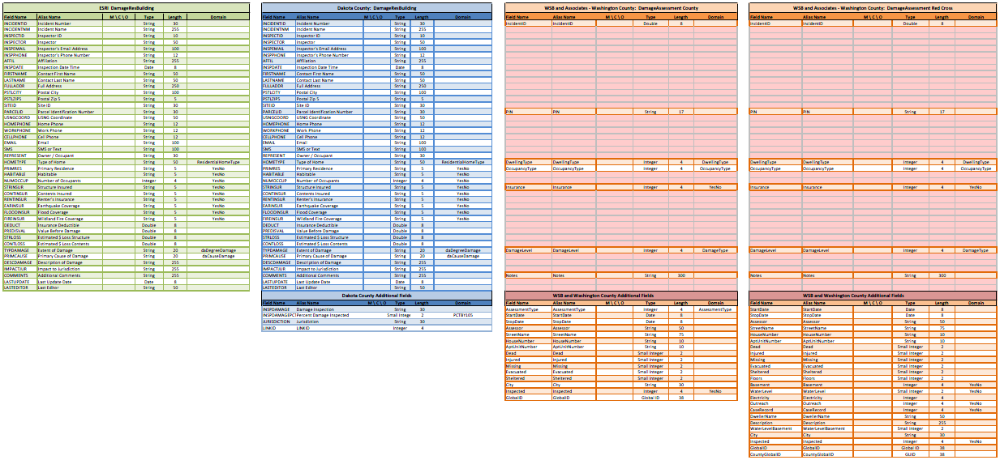 ESRI: DamageResBuilding
Field Name Alias Name M \ C \ O Type Length Domain
INCIDENTID Incident Number String 30
INCIDENTNM Incident Name String 255
INSPECTID Inspector ID String 10
INSPECTOR Inspector String 50
INSPEMAIL Inspector's Email Address String 100
INSPPHONE Inspector's Phone Number String 12
AFFIL Affiliation String 255
INSPDATE Inspection Date Time Date 8
FIRSTNAME Contact First Name String 50
LASTNAME Contact Last Name String 50
FULLADDR Full Address String 250
PSTLCITY Postal City String 100
PSTLZIP5 Postal Zip 5 String 5
SITEID Site ID String 30
PARCELID Parcel Identification Number String 30
USNGCOORD USNG Coordinate String 50
HOMEPHONE Home Phone String 12
WORKPHONE Work Phone String 12
CELLPHONE Cell Phone String 12
EMAIL Email String 100
SMS SMS or Text String 100
REPRESENT Owner / Occupant String 30
HOMETYPE Type of Home String 50 ResidentialHomeType
PRIMRES Primary Residence String 5 YesNo
HABITABLE Habitable String 5 YesNo
NUMOCCUP Number of Occupants Integer 4 YesNo
STRINSUR Structure Insured String 5 YesNo
CONTINSUR Contents Insured String 5 YesNo
RENTINSUR Renter's Insurance String 5 YesNo
EARINSUR Earthquake Coverage String 5 YesNo
FLOODINSUR Flood Coverage String 5 YesNo
FIREINSUR Wildland Fire Coverage String 5 YesNo
DEDUCT Insurance Deductible Double 8
PREDISVAL Value Before Damage Double 8
STRLOSS Estimated $ Loss Structure Double 8
CONTLOSS Estimated $ Loss Contents Double 8
TYPDAMAGE Extent of Damage String 20 daDegreeDamage
PRIMCAUSE Primary Cause of Damage String 20 daCauseDamage
DESCDAMAGE Description of Damage String 255
IMPACTJUR Impact to Jurisdiction String 255
COMMENTS Additional Comments String 255
LASTUPDATE Last Update Date Date 8
LASTEDITOR Last Editor String 50
Dakota County: DamageResBuilding
Field Name Alias Name M \ C \ O Type Length Domain
INCIDENTID Incident Number String 30
INCIDENTNM Incident Name String 255
INSPECTID Inspector ID String 10
INSPECTOR Inspector String 50
INSPEMAIL Inspector's Email Address String 100
INSPPHONE Inspector's Phone Number String 12
AFFIL Affiliation String 255
INSPDATE Inspection Date Time Date 8
FIRSTNAME Contact First Name String 50
LASTNAME Contact Last Name String 50
FULLADDR Full Address String 250
PSTLCITY Postal City String 100
PSTLZIP5 Postal Zip 5 String 5
SITEID Site ID String 30
PARCELID Parcel Identification Number String 30
USNGCOORD USNG Coordinate String 50
HOMEPHONE Home Phone String 12
WORKPHONE Work Phone String 12
CELLPHONE Cell Phone String 12
EMAIL Email String 100
SMS SMS or Text String 100
REPRESENT Owner / Occupant String 30
HOMETYPE Type of Home String 50 ResidentialHomeType
PRIMRES Primary Residence String 5 YesNo
HABITABLE Habitable String 5 YesNo
NUMOCCUP Number of Occupants Integer 4 YesNo
STRINSUR Structure Insured String 5 YesNo
CONTINSUR Contents Insured String 5 YesNo
RENTINSUR Renter's Insurance String 5 YesNo
EARINSUR Earthquake Coverage String 5 YesNo
FLOODINSUR Flood Coverage String 5 YesNo
FIREINSUR Wildland Fire Coverage String 5 YesNo
DEDUCT Insurance Deductible Double 8
PREDISVAL Value Before Damage Double 8
STRLOSS Estimated $ Loss Structure Double 8
CONTLOSS Estimated $ Loss Contents Double 8
TYPDAMAGE Extent of Damage String 20 daDegreeDamage
PRIMCAUSE Primary Cause of Damage String 20 daCauseDamage
DESCDAMAGE Description of Damage String 255
IMPACTJUR Impact to Jurisdiction String 255
COMMENTS Additional Comments String 255
LASTUPDATE Last Update Date Date 8
LASTEDITOR Last Editor String 50
Dakota County Additional Fields
Field Name Alias Name M \ C \ O Type Length Domain
INSPDAMAGE Damage Inspection String 30
INSPDAMAGEPCT Percent Damage Inspected Small Intege 2 PCTBY105
JURISDICTION Jurisdiction String 30
LINKID LINKID Integer 4
WSB and Associates - Washington County: DamageAssessment County
Field Name Alias Name M \ C \ O Type Length Domain
IncidentID IncidentID Double 8
PIN PIN String 17
DwellingType DwellingType Integer 4 DwellingType
OccupancyType OccupancyType Integer 4 OccupancyType
Insurance Insurance Integer 4 YesNo
DamageLevel DamageLevel Integer 4 DamageType
Notes Notes String 300
WSB and Washington County Additional Fields
Field Name Alias Name M \ C \ O Type Length Domain
AssessmentType AssessmentType Integer 4 AssessmentType
StartDate StartDate Date 8
StopDate StopDate Date 8
Assessor Assessor String 50
StreetName StreetName String 75
HouseNumber HouseNumber String 10
AptUnitNumber AptUnitNumber String 10
Dead Dead Small Integer 2
Injured Injured Small Integer 2
Missing Missing Small Integer 2
Evacuated Evacuated Small Integer 2
Sheltered Sheltered Small Integer 2
City City String 30
Inspected Inspected Integer 4 YesNo
GlobalID GlobalID Global ID 38
WSB and Associates - Washington County: DamageAssessment Red Cross
Field Name Alias Name M \ C \ O Type Length Domain
IncidentID IncidentID Double 8
PIN PIN String 17
DwellingType DwellingType Integer 4 DwellingType
OccupancyType OccupancyType Integer 4 OccupancyType
Insurance Insurance Integer 4 YesNo
DamageLevel DamageLevel Integer 4 DamageType
Notes Notes String 300
WSB and Washington County Additional Fields
Field Name Alias Name M \ C \ O Type Length Domain
StartDate StartDate Date 8
StopDate StopDate Date 8
Assessor Assessor String 50
StreetName StreetName String 75
HouseNumber HouseNumber String 10
AptUnitNumber AptUnitNumber String 10
Dead Dead Small Integer 2
Injured Injured Small Integer 2
Missing Missing Small Integer 2
Evacuated Evacuated Small Integer 2
Sheltered Sheltered Small Integer 2
Floors Floors Small Integer 2
Basement Basement Integer 4 YesNo
WaterLevel WaterLevel Small Integer 2
Electricity Electricity Integer 4
Outreach Outreach Integer 4 YesNo
CaseRecord CaseRecord Integer 4 YesNo
DwellerName DwellerName String 50
Description Description String 255
WaterLevelBasement WaterLevelBasement Small Integer 2
City City String 30
Inspected Inspected Integer 4 YesNo
GlobalID GlobalID Global ID 38
CountyGlobalID CountyGlobalID GUID 38